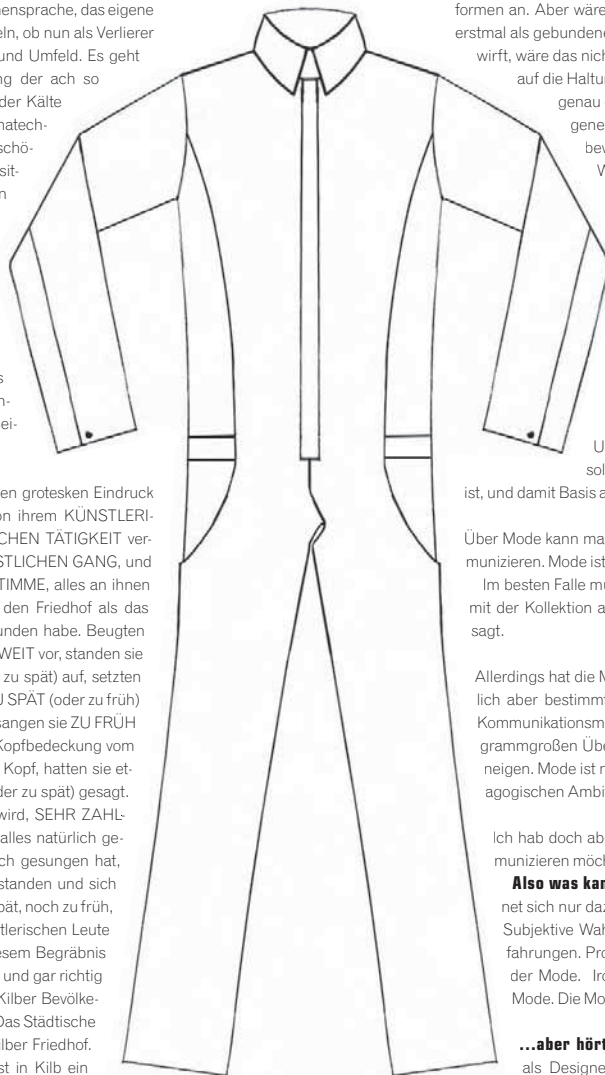 nensprache, das eigene
eln, ob nun als Verlierer
und Umfeld. Es geht
ng der ach so
der Kälte
natech-
schö-
sit-
n
s
n-
sei-
en grotesken Eindruck
on ihrem KÜNSTLERI-
CHEN TÄTIGKEIT ver-
STLICHEN GANG, und
TIMME, alles an ihnen
den Friedhof als das
unden habe. Beugten
WEIT vor, standen sie
zu spät) auf, setzten
U SPÄT (oder zu früh)
sangen sie ZU FRÜH
Kopfbedeckung vom
Kopf, hatten sie et-
der zu spät) gesagt.
wird, SEHR ZAHL-
alles natürlich ge-
ch gesungen hat,
standen und sich
pät, noch zu früh,
tlerischen Leute
esem Begräbnis
und gar richtig
Kilber Bevölke-
Das Städtische
ilber Friedhof.
st in Kilb ein
formen an. Aber wäre
erstmal als gebundene
wirft, wäre das nich
auf die Haltun
genau
gene
bev
W
U
sol
ist, und damit Basis a
Über Mode kann ma
munizieren. Mode ist
Im besten Falle mu
mit der Kollektion a
sagt.
Allerdings hat die M
lich aber bestimmt
Kommunikationsm
grammgroßen Übe
neigen. Mode ist n
agogischen Ambit
Ich hab doch ab
munizieren möch
Also was kan
net sich nur daz
Subjektive Wah
fahrungen. Pro
der Mode. Iro
Mode. Die Mo
...aber hört
als Designe